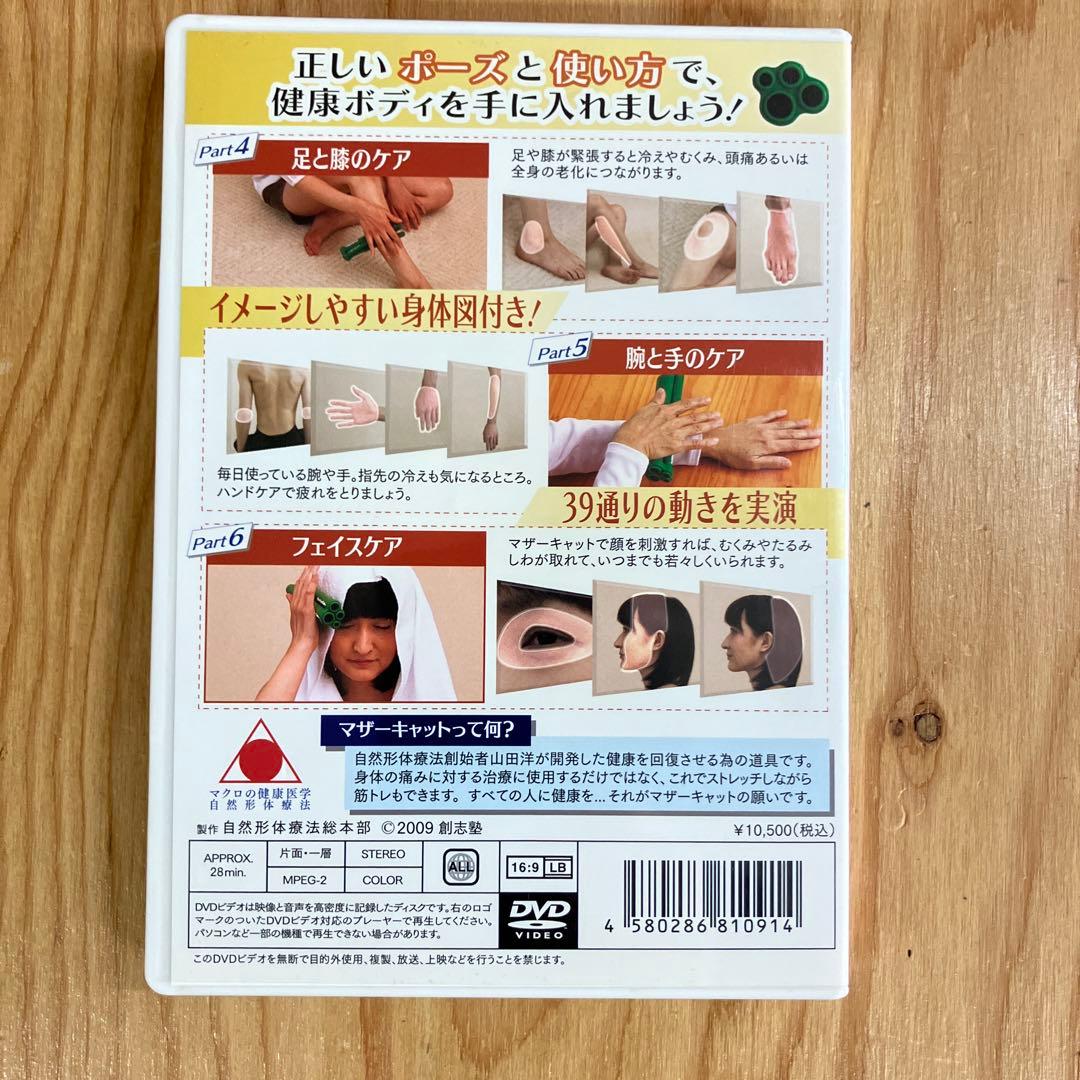 正しいポーズと使い方で、
健康ボディを手に入れましょう!
Part4
足と膝のケア
足や膝が緊張すると冷えやむくみ、頭痛あるいは
全身の老化につながります。
イメージしやすい身体図付き!
Part5
腕と手のケア
毎日使っている腕や手。指先の冷えも気になるところ。
ハンドケアで疲れをとりましょう。
39通りの動きを実演
Part6
フェイスケア
マザーキャットで顔を刺激すれば、むくみやたるみ
しわが取れて、いつまでも若々しくいられます。
マザーキャットって何?
自然形体療法創始者山田洋が開発した健康を回復させる為の道具です。
身体の痛みに対する治療に使用するだけではなく、これでストレッチしながら
筋トレもできます。すべての人に健康を…それがマザーキャットの願いです。
マクロの健康医学
自然形体療法
製作 自然形体療法総本部 ©2009 創志塾
¥10,500(税込)
APPROX.
28min.
片面・一層
STEREO
MPEG-2
COLOR
ALL
16:9 LB
DVDビデオは映像と音声を高密度に記録したディスクです。右のロゴ
マークのついたDVDビデオ対応のプレーヤーで再生してください。
パソコンなど一部の機種で再生できない場合があります。
DVD
VIDEO
4 580286 810914
このDVDビデオを無断で目的外使用、複製、放送、上映などを行うことを禁じます。